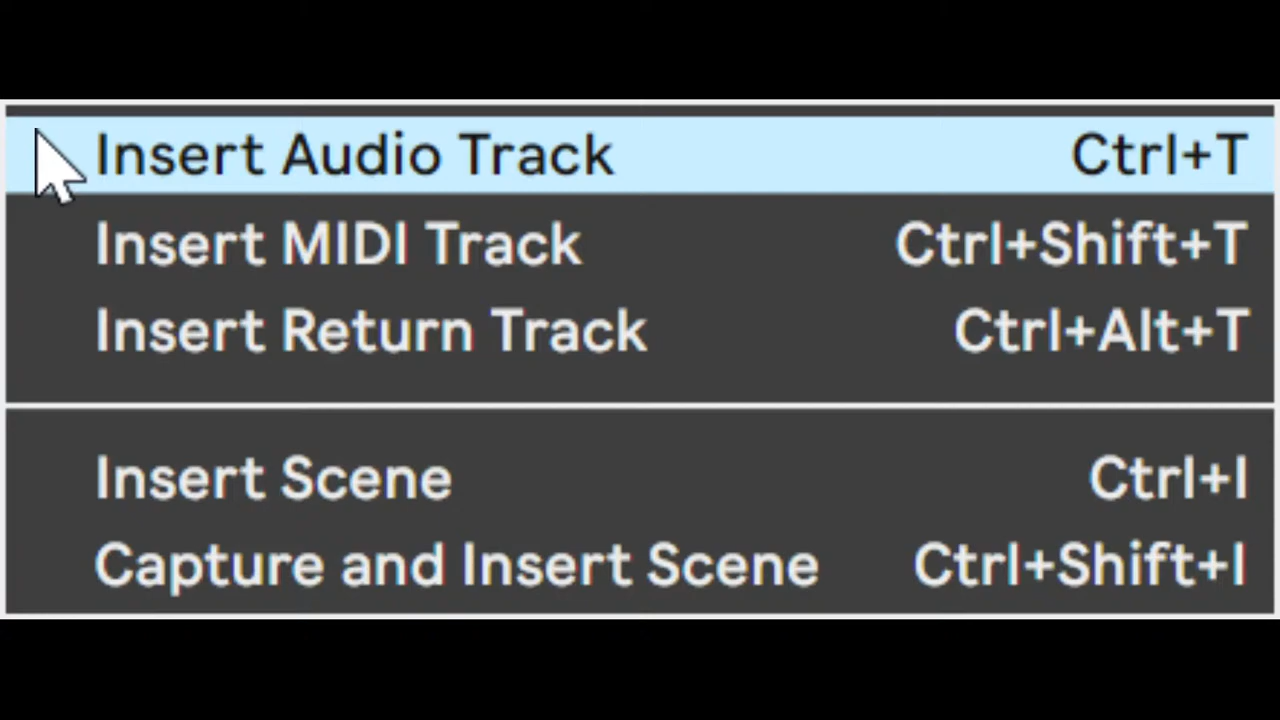 Insert Audio Track Ctrl+T
Insert MIDI Track Ctrl+Shift+T
Insert Return Track Ctrl+Alt+T
Insert Scene Ctrl+I
Capture and Insert Scene Ctrl+Shift+I